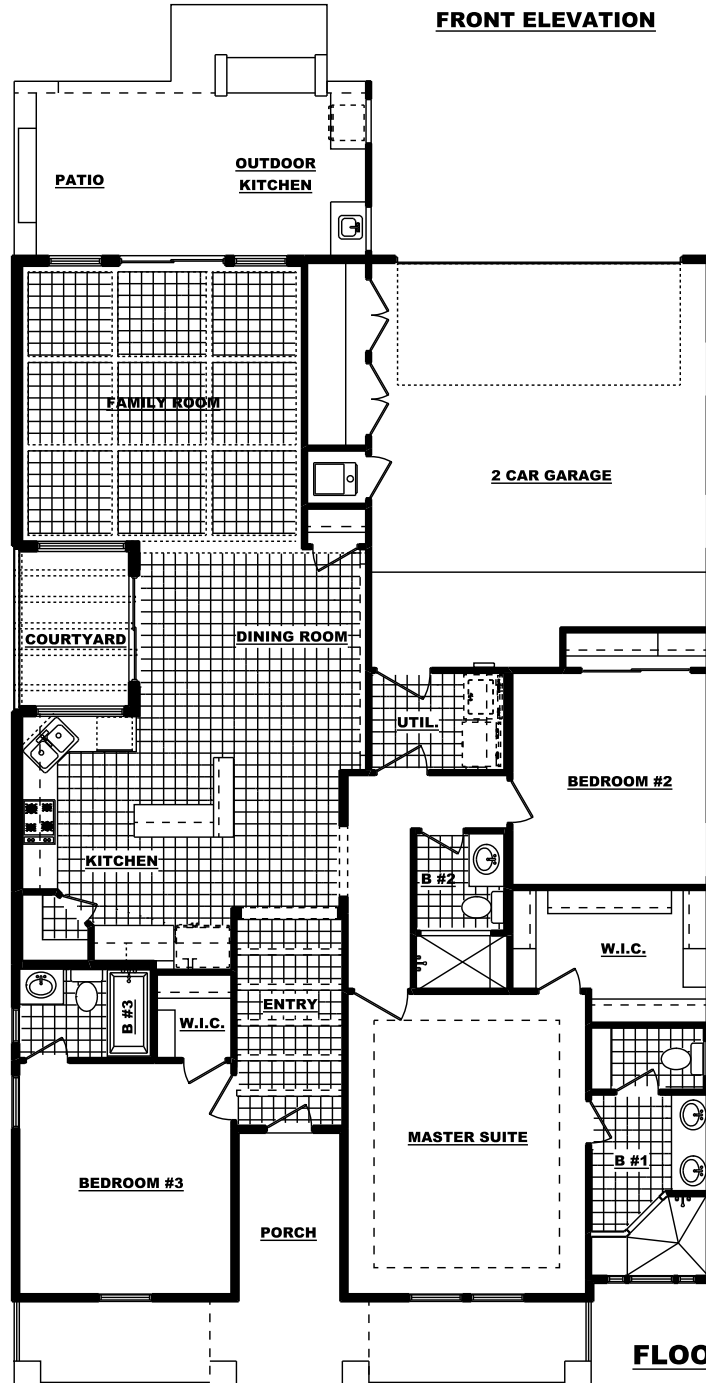 FRONT ELEVATION
PATIO
OUTDOOR
KITCHEN
FAMILY ROOM
2 CAR GARAGE
COURTYARD
DINING ROOM
UTIL.
BEDROOM #2
KITCHEN
B #2
W.I.C.
ENTRY
B #3
W.I.C.
MASTER SUITE
B #1
BEDROOM #3
PORCH
FLOO